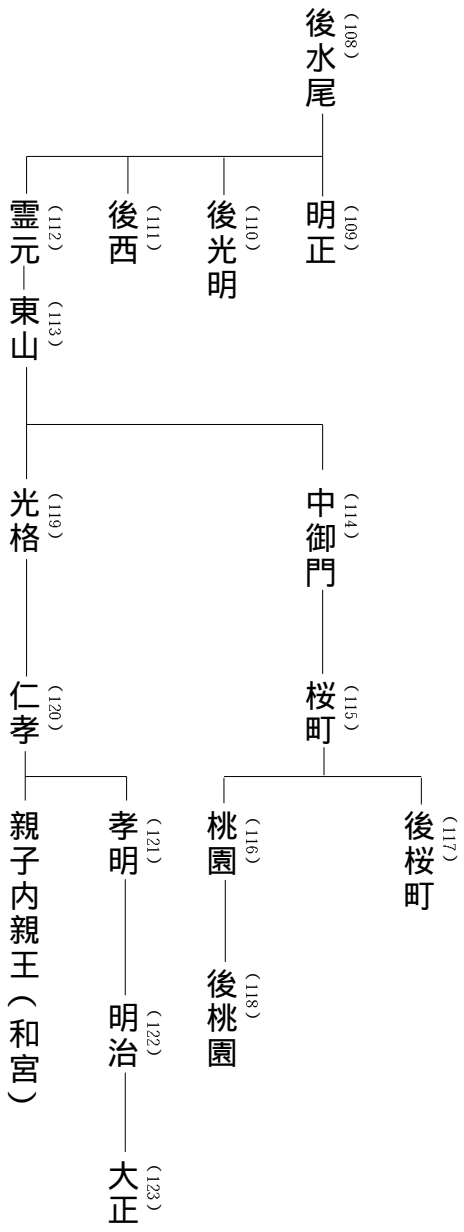 後水尾
(108)
明正
(109)
後光明
(110)
後西
(111)
霊元
(112)
東山
(113)
中御門
(114)
桜町
(115)
後桜町
(117)
桃園
(116)
後桃園
(118)
光格
(119)
仁孝
(120)
孝明
(121)
明治
(122)
大正
(123)
親子内親王(和宮)